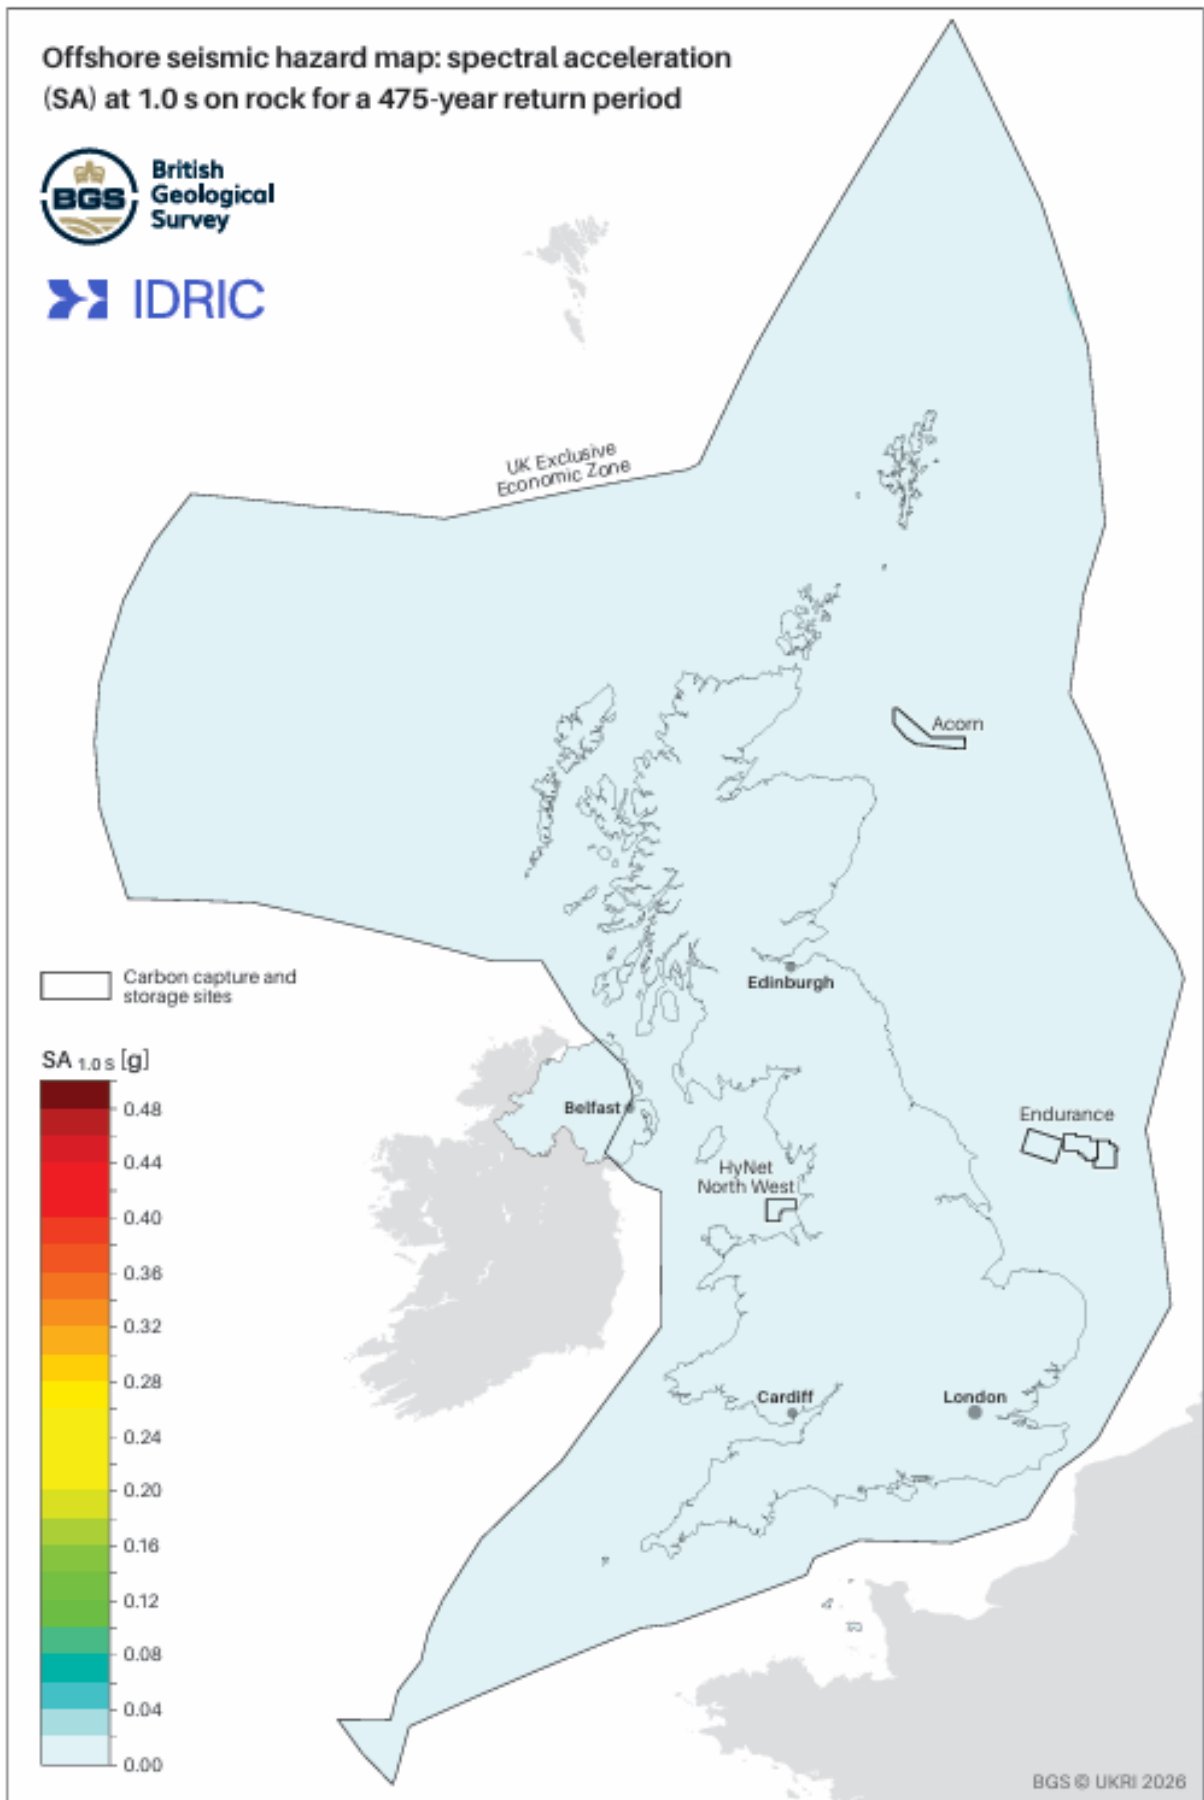 Offshore seismic hazard map: spectral acceleration
(SA) at 1.0 s on rock for a 475-year return period
BGS
British
Geological
Survey
IDRIC
UK Exclusive
Economic Zone
Acorn
Carbon capture and
storage sites
Edinburgh
SA 1.0 S [g]
Belfast
Endurance
HyNet
North West
0.48
0.44
0.40
0.36
0.32
0.28
0.24
0.20
0.16
0.12
0.08
0.04
0.00
Cardiff
London
BGS © UKRI 2026